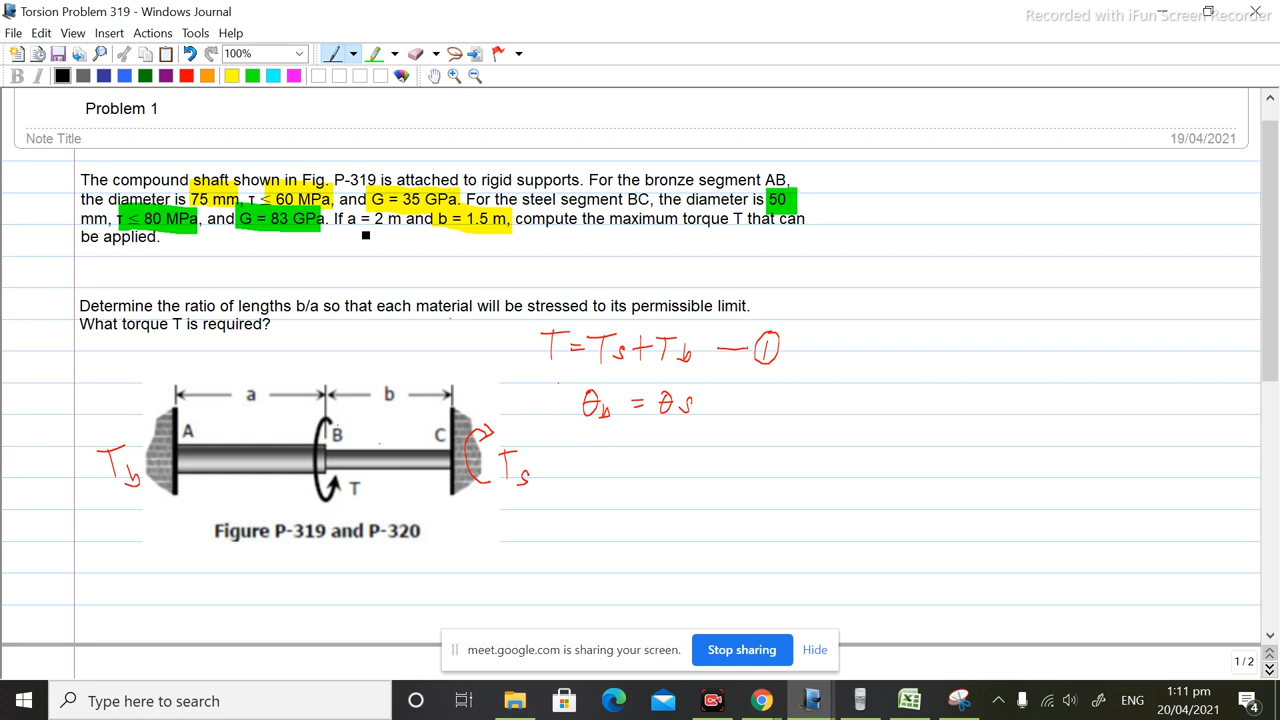 Torsion Problem 319 - Windows Journal
Recorded with iFun Screen Recorder
File Edit View Insert Actions Tools Help
100%
B I
Problem 1
Note Title
19/04/2021
The compound shaft shown in Fig. P-319 is attached to rigid supports. For the bronze segment AB,
the diameter is 75 mm, τ ≤ 60 MPa, and G = 35 GPa. For the steel segment BC, the diameter is 50
mm, τ ≤ 80 MPa, and G = 83 GPa. If a = 2 m and b = 1.5 m, compute the maximum torque T that can
be applied.
Determine the ratio of lengths b/a so that each material will be stressed to its permissible limit.
What torque T is required?
T = Ts + Tb — ①
θb = θs
a b
A B C
Tb Ts
T
Figure P-319 and P-320
meet.google.com is sharing your screen. Stop sharing Hide
1 / 2
Type here to search
ENG
1:11 pm
20/04/2021
4